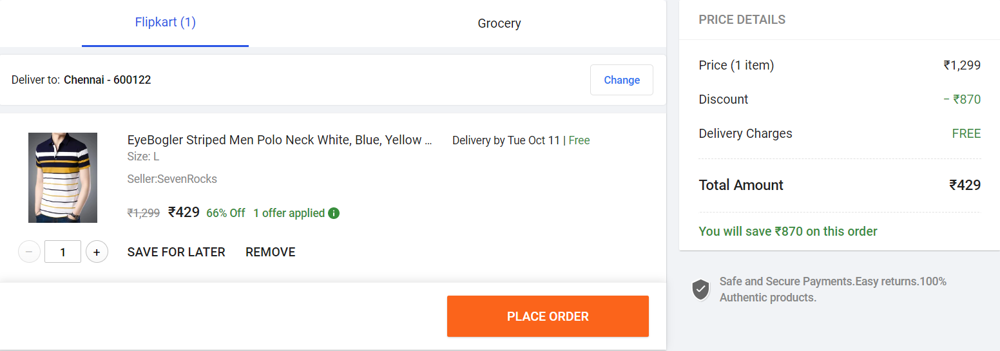 Flipkart (1)
Grocery
Deliver to: Chennai - 600122
Change
EyeBogler Striped Men Polo Neck White, Blue, Yellow ...
Delivery by Tue Oct 11 | Free
Size: L
Seller:SevenRocks
₹1,299 ₹429 66% Off 1 offer applied
− 1 +
SAVE FOR LATER
REMOVE
PLACE ORDER
PRICE DETAILS
Price (1 item) ₹1,299
Discount − ₹870
Delivery Charges FREE
Total Amount ₹429
You will save ₹870 on this order
Safe and Secure Payments.Easy returns.100%
Authentic products.